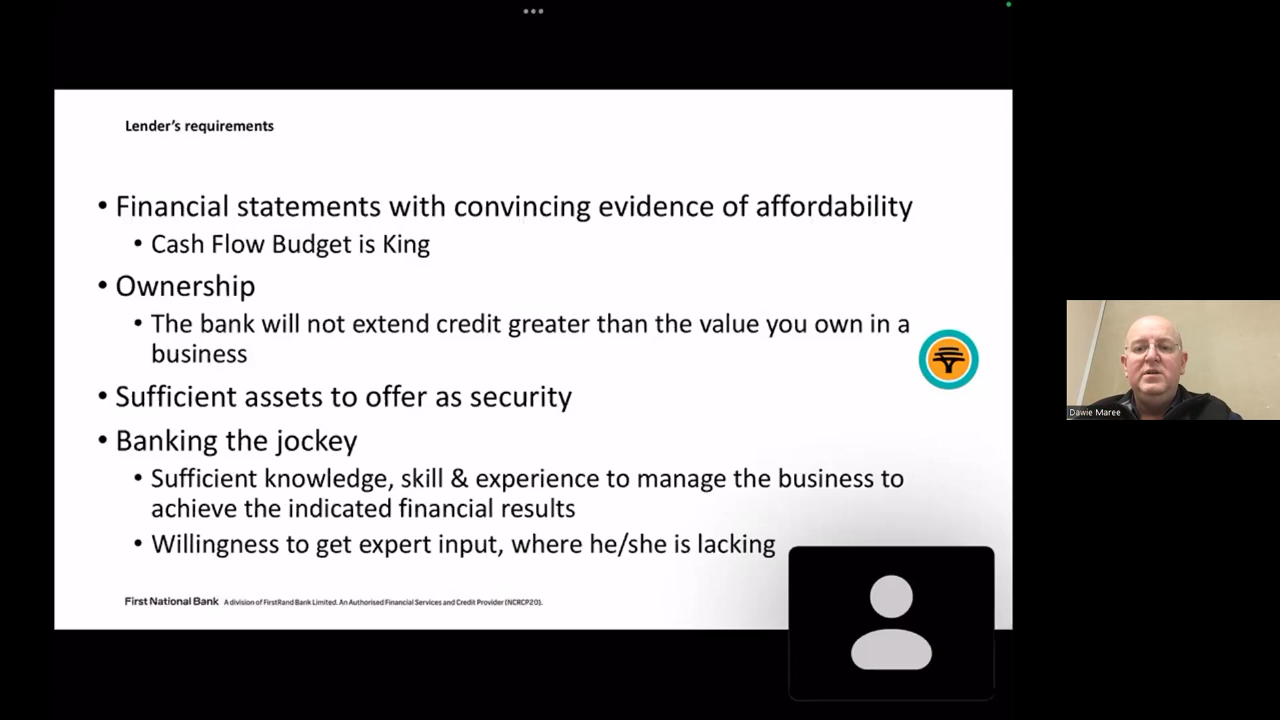 Lender’s requirements
• Financial statements with convincing evidence of affordability
• Cash Flow Budget is King
• Ownership
• The bank will not extend credit greater than the value you own in a
business
• Sufficient assets to offer as security
• Banking the jockey
• Sufficient knowledge, skill & experience to manage the business to
achieve the indicated financial results
• Willingness to get expert input, where he/she is lacking
First National Bank A division of FirstRand Bank Limited. An Authorised Financial Services and Credit Provider (NCRCP20).
Dawie Maree